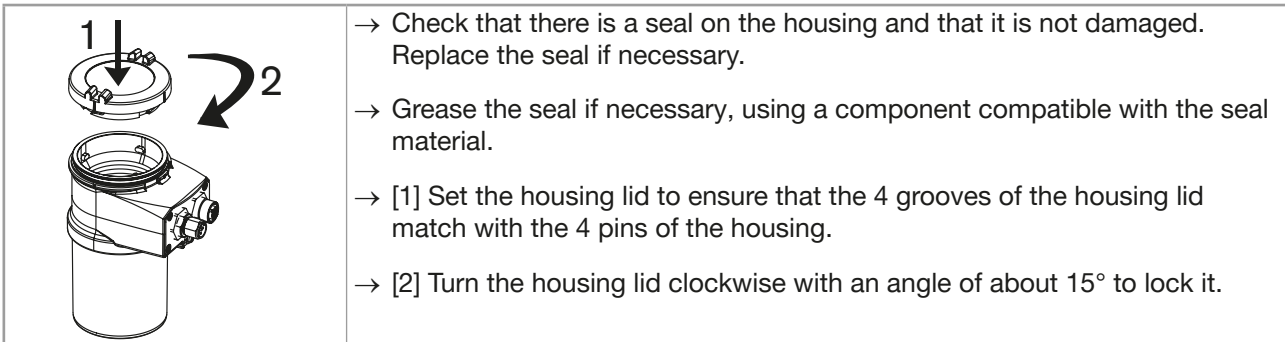 1
2
→ Check that there is a seal on the housing and that it is not damaged.
Replace the seal if necessary.
→ Grease the seal if necessary, using a component compatible with the seal
material.
→ [1] Set the housing lid to ensure that the 4 grooves of the housing lid
match with the 4 pins of the housing.
→ [2] Turn the housing lid clockwise with an angle of about 15° to lock it.